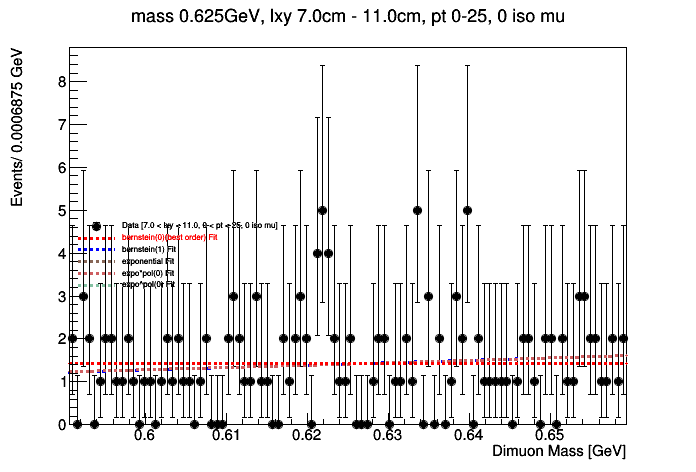 mass 0.625GeV, lxy 7.0cm - 11.0cm, pt 0-25, 0 iso mu
Events/ 0.0006875 GeV
8
7
6
5
4
3
2
1
0
Data [7.0 < lxy < 11.0, 0 < pt < 25, 0 iso mu]
bernstein(0)(best order) Fit
bernstein(1) Fit
exponential Fit
expo*pol(0) Fit
expo*pol(0) Fit
0.6
0.61
0.62
0.63
0.64
0.65
Dimuon Mass [GeV]